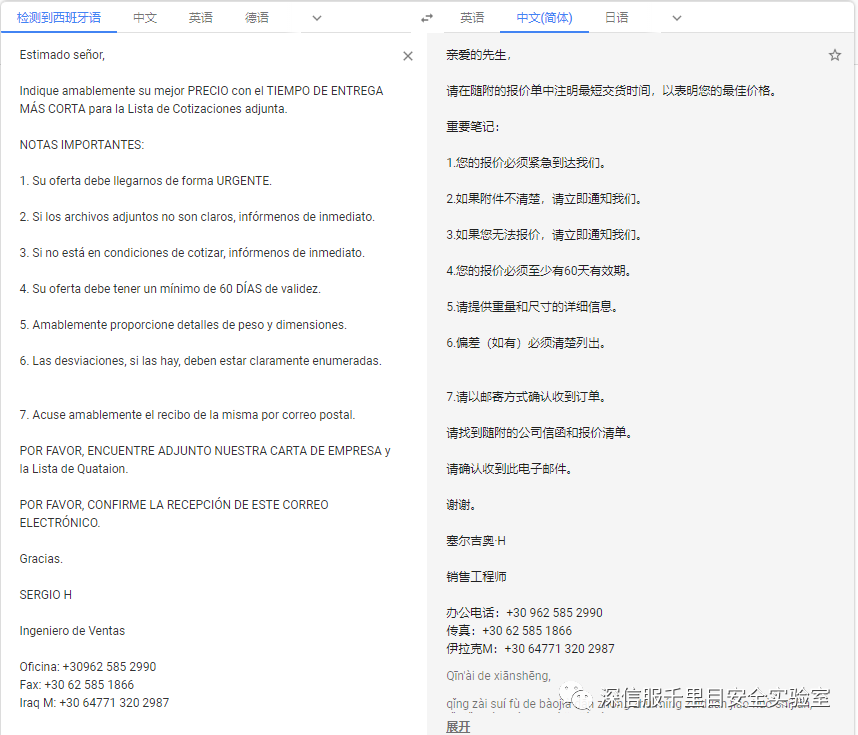 检测到西班牙语 中文 英语 德语 英语 中文(简体) 日语
Estimado señor,
Indique amablemente su mejor PRECIO con el TIEMPO DE ENTREGA
MÁS CORTA para la Lista de Cotizaciones adjunta.
NOTAS IMPORTANTES:
1. Su oferta debe llegarnos de forma URGENTE.
2. Si los archivos adjuntos no son claros, infórmenos de inmediato.
3. Si no está en condiciones de cotizar, infórmenos de inmediato.
4. Su oferta debe tener un mínimo de 60 DÍAS de validez.
5. Amablemente proporcione detalles de peso y dimensiones.
6. Las desviaciones, si las hay, deben estar claramente enumeradas.
7. Acuse amablemente el recibo de la misma por correo postal.
POR FAVOR, ENCUENTRE ADJUNTO NUESTRA CARTA DE EMPRESA y
la Lista de Quataion.
POR FAVOR, CONFIRME LA RECEPCIÓN DE ESTE CORREO
ELECTRÓNICO.
Gracias.
SERGIO H
Ingeniero de Ventas
Oficina: +30962 585 2990
Fax: +30 62 585 1866
Iraq M: +30 64771 320 2987
亲爱的先生，
请在随附的报价单中注明最短交货时间，以表明您的最佳价格。
重要笔记：
1.您的报价必须紧急到达我们。
2.如果附件不清楚，请立即通知我们。
3.如果您无法报价，请立即通知我们。
4.您的报价必须至少有60天有效期。
5.请提供重量和尺寸的详细信息。
6.偏差（如有）必须清楚列出。
7.请以邮寄方式确认收到订单。
请找到随附的公司信函和报价清单。
请确认收到此电子邮件。
谢谢。
塞尔吉奥·H
销售工程师
办公电话：+30 962 585 2990
传真：+30 62 585 1866
伊拉克M：+30 64771 320 2987
Qīn'ài de xiānshēng,
qǐng zài suí fù de bàojià
深信服千里目安全实验室
展开